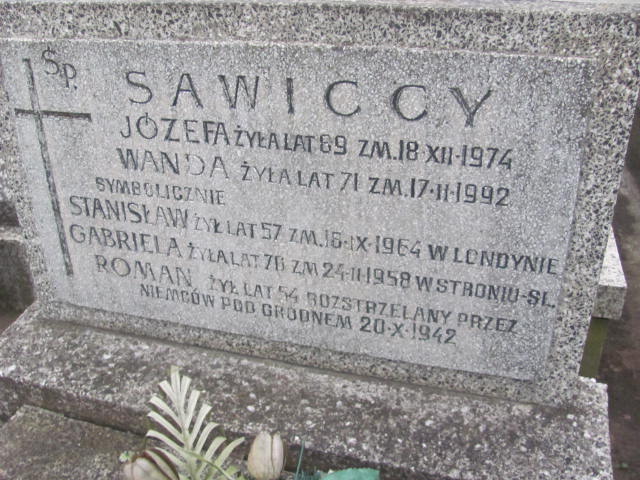 Śp.
SAWICCY
JÓZEFA ŻYŁA LAT 89 ZM. 18·XII·1974
WANDA ŻYŁA LAT 71 ZM. 17·II·1992
SYMBOLICZNIE
STANISŁAW ŻYŁ LAT 57 ZM. 16·IX·1964 W LONDYNIE
GABRIELA ŻYŁA LAT 76 ZM 24·II·1958 W STRONIU-ŚL.
ROMAN ŻYŁ LAT 54 ROZSTRZELANY PRZEZ
NIEMCÓW POD GRODNEM 20·X·1942